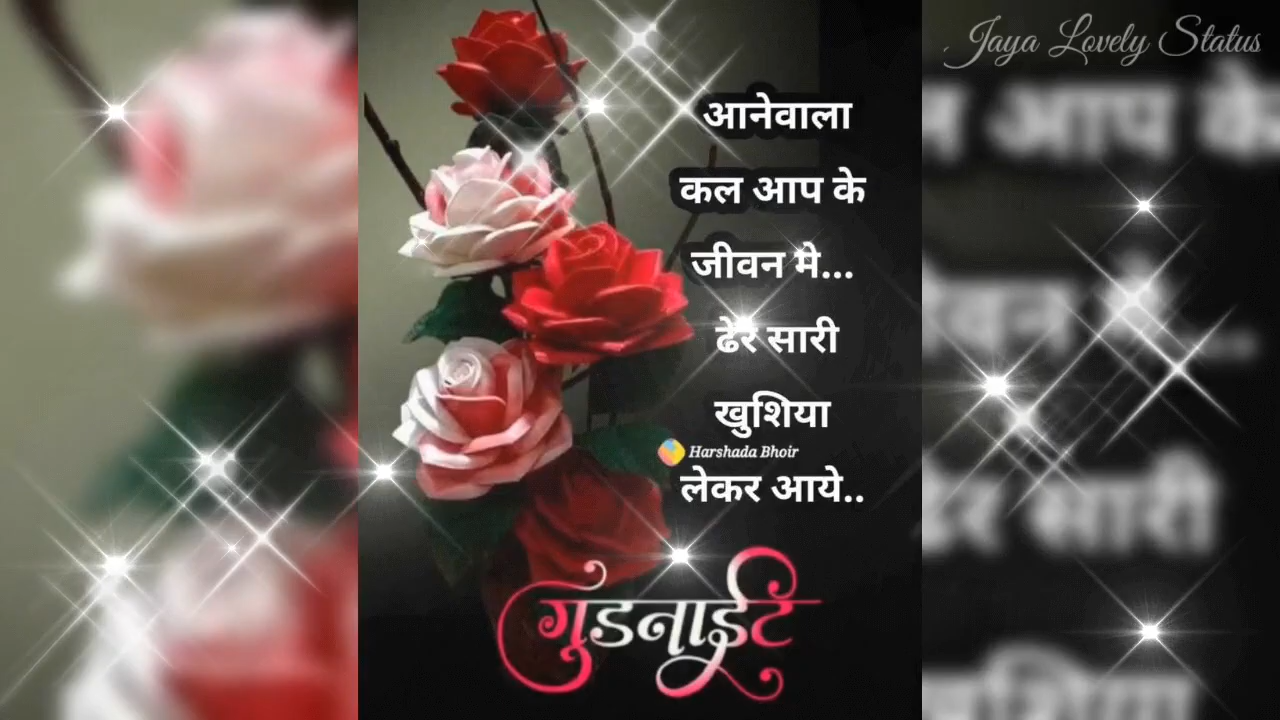 Jaya Lovely Status
आनेवाला
कल आप के
जीवन मे...
ढेर सारी
खुशिया
Harshada Bhoir
लेकर आये..
गुडनाईट